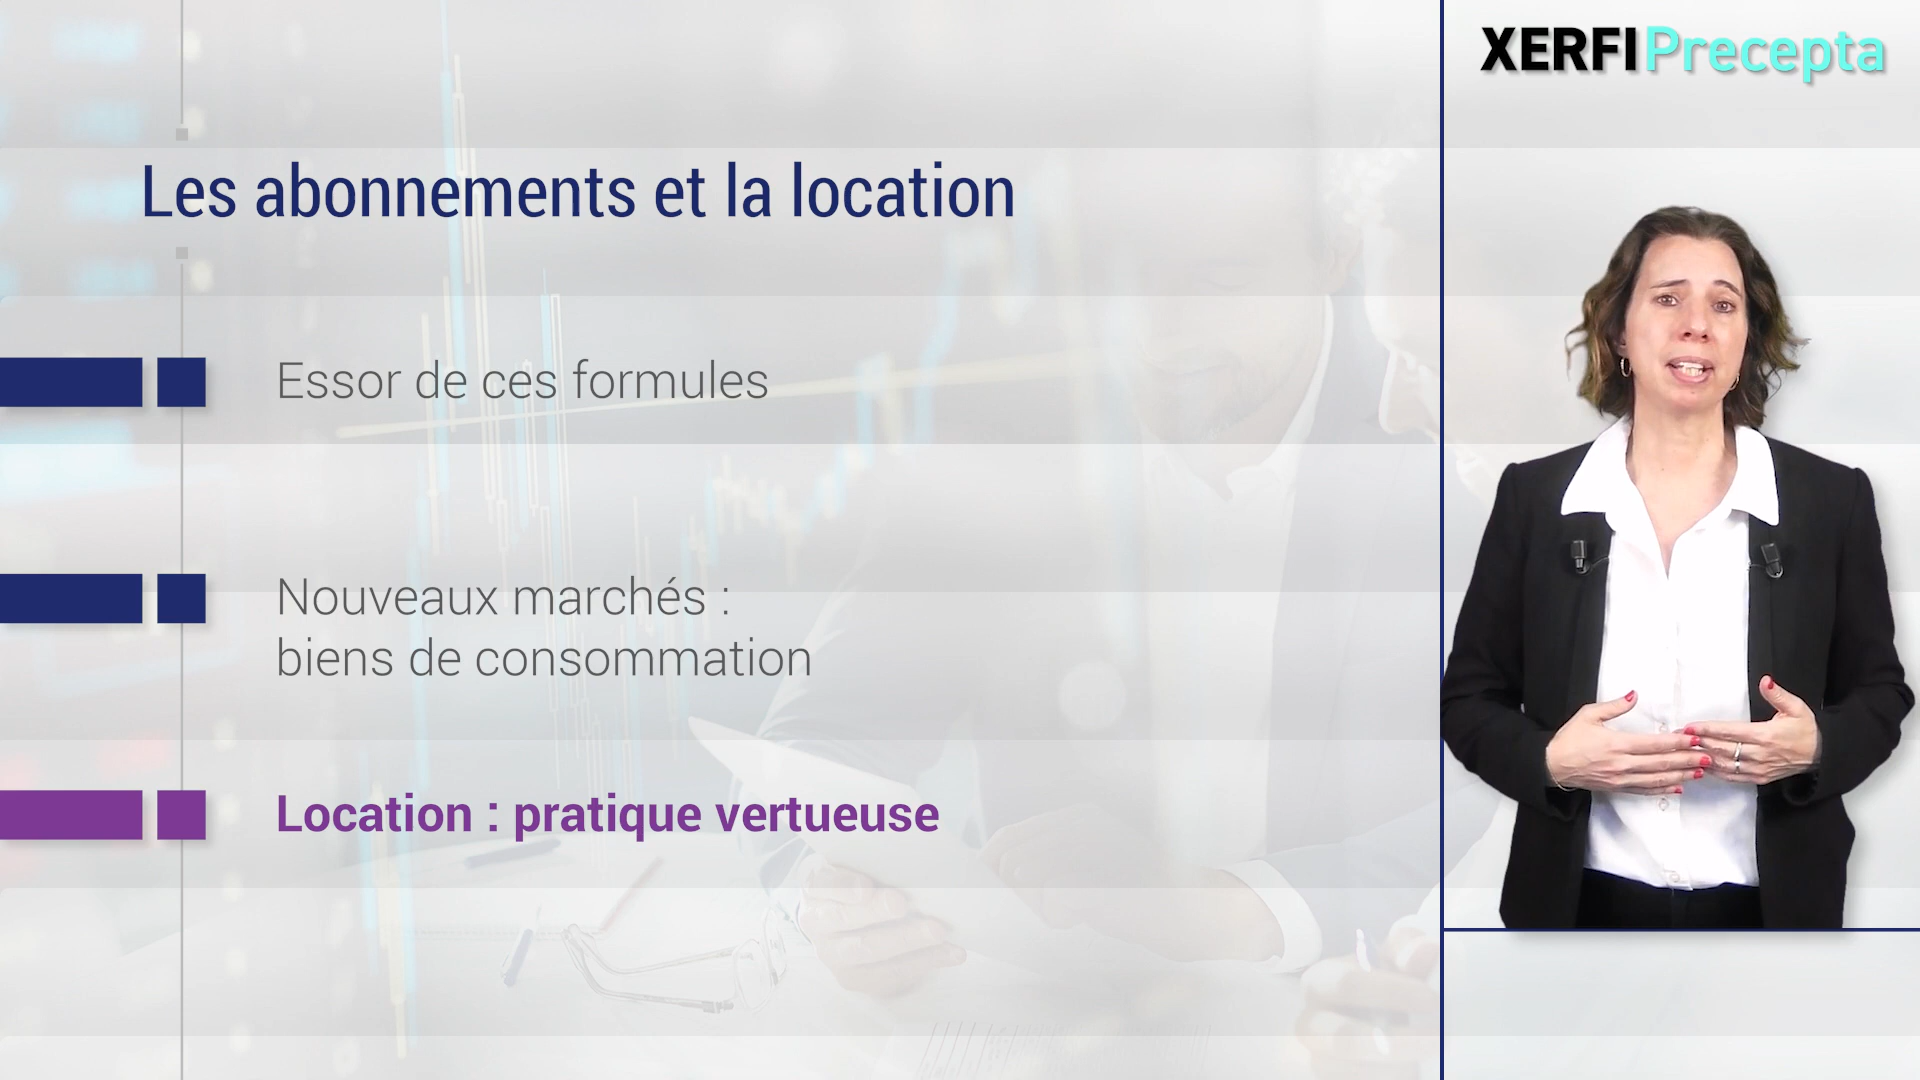 XERFI Precepta
Les abonnements et la location
Essor de ces formules
Nouveaux marchés :
biens de consommation
Location : pratique vertueuse